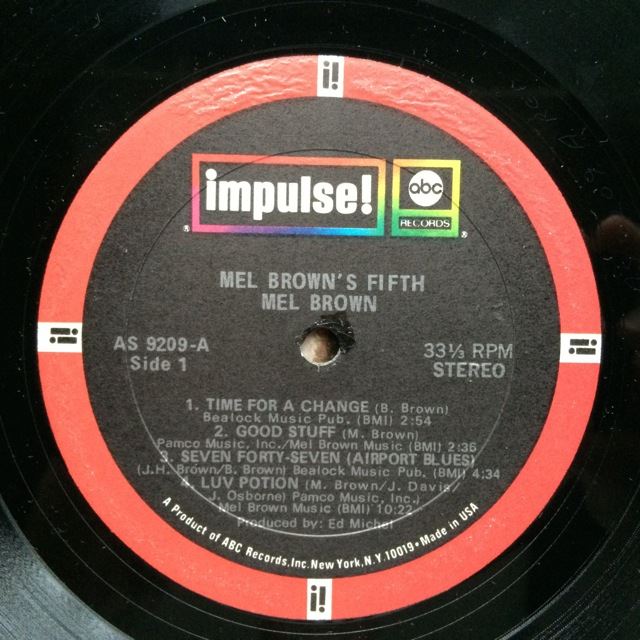 i!
impulse!
abc
RECORDS
®
®
MEL BROWN'S FIFTH
MEL BROWN
i!
i!
AS 9209-A
Side 1
33⅓ RPM
STEREO
1. TIME FOR A CHANGE (B. Brown)
Bealock Music Pub. (BMI) 2:54
2. GOOD STUFF (M. Brown)
Pamco Music, Inc./Mel Brown Music (BMI) 2:36
3. SEVEN FORTY-SEVEN (AIRPORT BLUES)
(J.H. Brown/B. Brown) Bealock Music Pub. (BMI) 4:34
4. LUV POTION (M. Brown/J. Davis/
J. Osborne) Pamco Music, Inc./
Mel Brown Music (BMI) 10:22
Produced by: Ed Michel
A Product of ABC Records, Inc. New York, N.Y. 10019 • Made in USA
i!